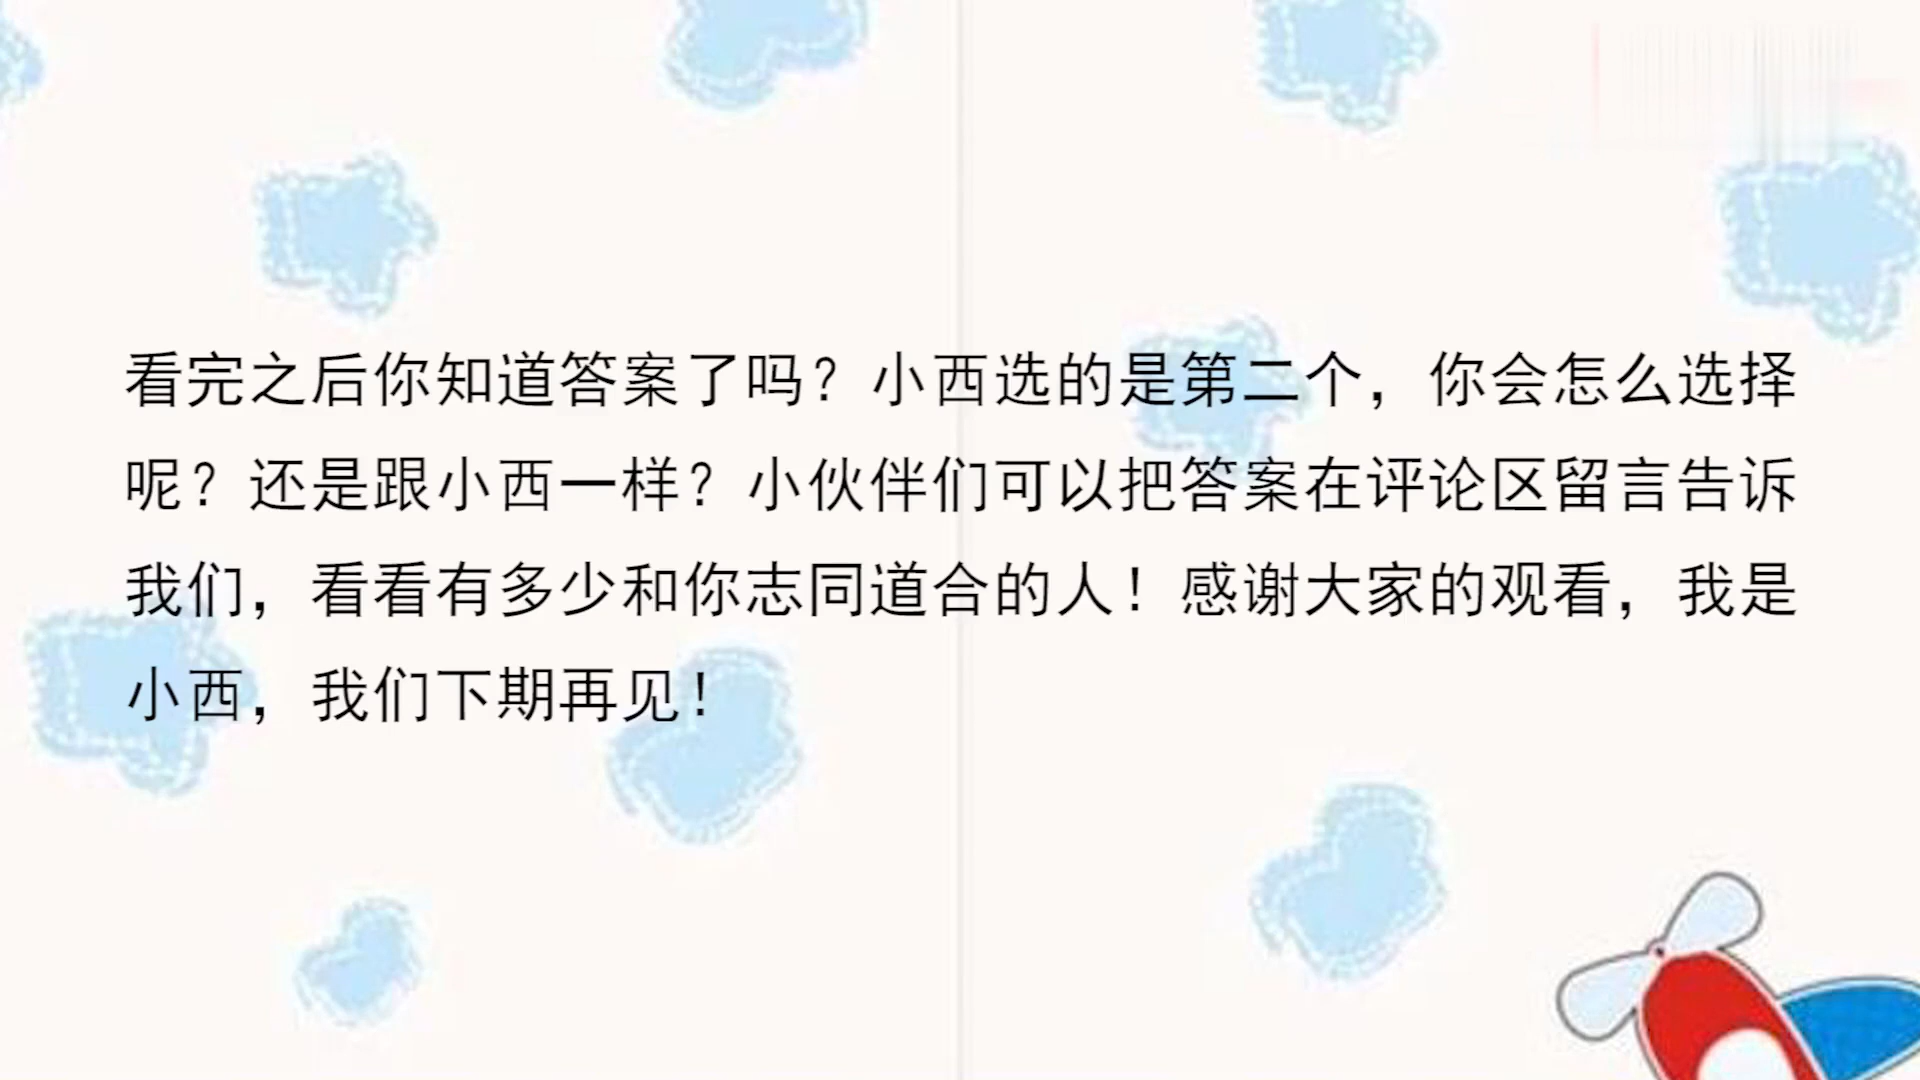 看完之后你知道答案了吗？小西选的是第二个，你会怎么选择
呢？还是跟小西一样？小伙伴们可以把答案在评论区留言告诉
我们，看看有多少和你志同道合的人！感谢大家的观看，我是
小西，我们下期再见！